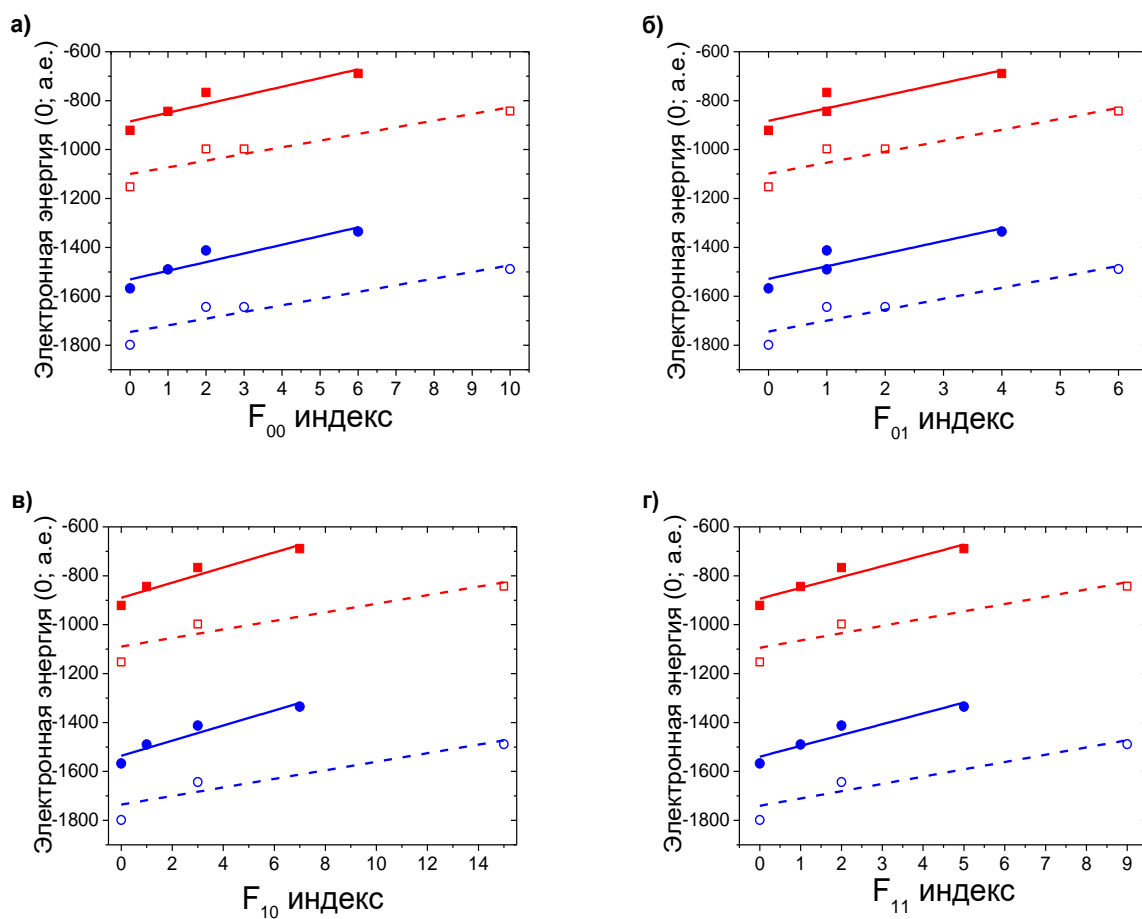 а)
Электронная энергия (0; а.е.)
-600
-800
-1000
-1200
-1400
-1600
-1800
0 1 2 3 4 5 6 7 8 9 10
F00 индекс
б)
Электронная энергия (0; а.е.)
-600
-800
-1000
-1200
-1400
-1600
-1800
0 1 2 3 4 5 6
F01 индекс
в)
Электронная энергия (0; а.е.)
-600
-800
-1000
-1200
-1400
-1600
-1800
0 2 4 6 8 10 12 14
F10 индекс
г)
Электронная энергия (0; а.е.)
-600
-800
-1000
-1200
-1400
-1600
-1800
0 1 2 3 4 5 6 7 8 9
F11 индекс